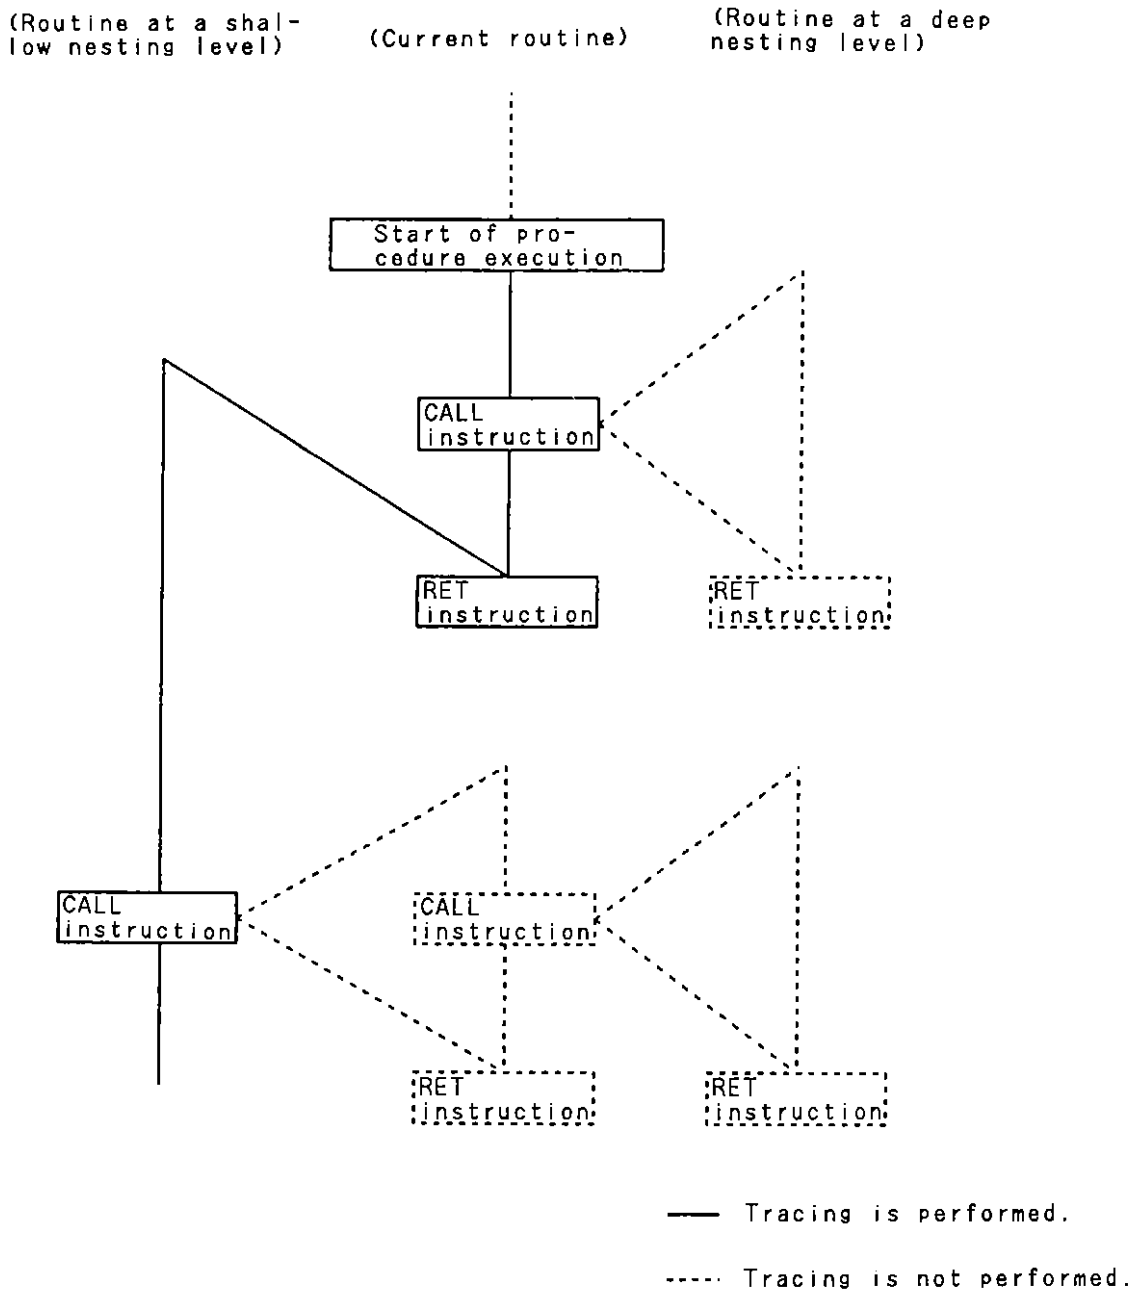 (Routine at a shal-
low nesting level)
(Current routine)
(Routine at a deep
nesting level)
Start of pro-
cedure execution
CALL
instruction
RET
instruction
RET
instruction
CALL
instruction
CALL
instruction
RET
instruction
RET
instruction
Tracing is performed.
Tracing is not performed.